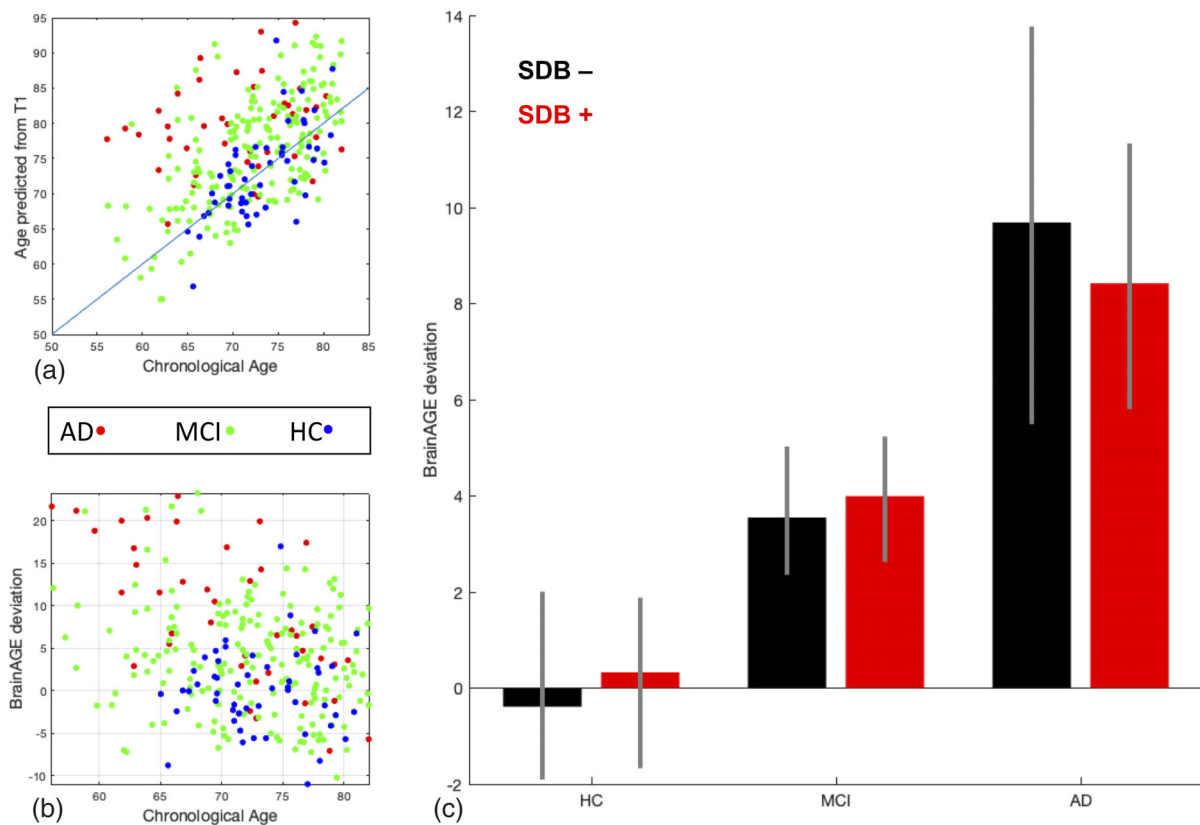 95
90
85
80
75
70
65
60
55
50
Age predicted from T1
50 55 60 65 70 75 80 85
Chronological Age
(a)
AD MCI HC
20
15
10
5
0
-5
-10
BrainAGE deviation
60 65 70 75 80
Chronological Age
(b)
14
12
10
8
6
4
2
0
-2
BrainAGE deviation
SDB –
SDB +
HC MCI AD
(c)